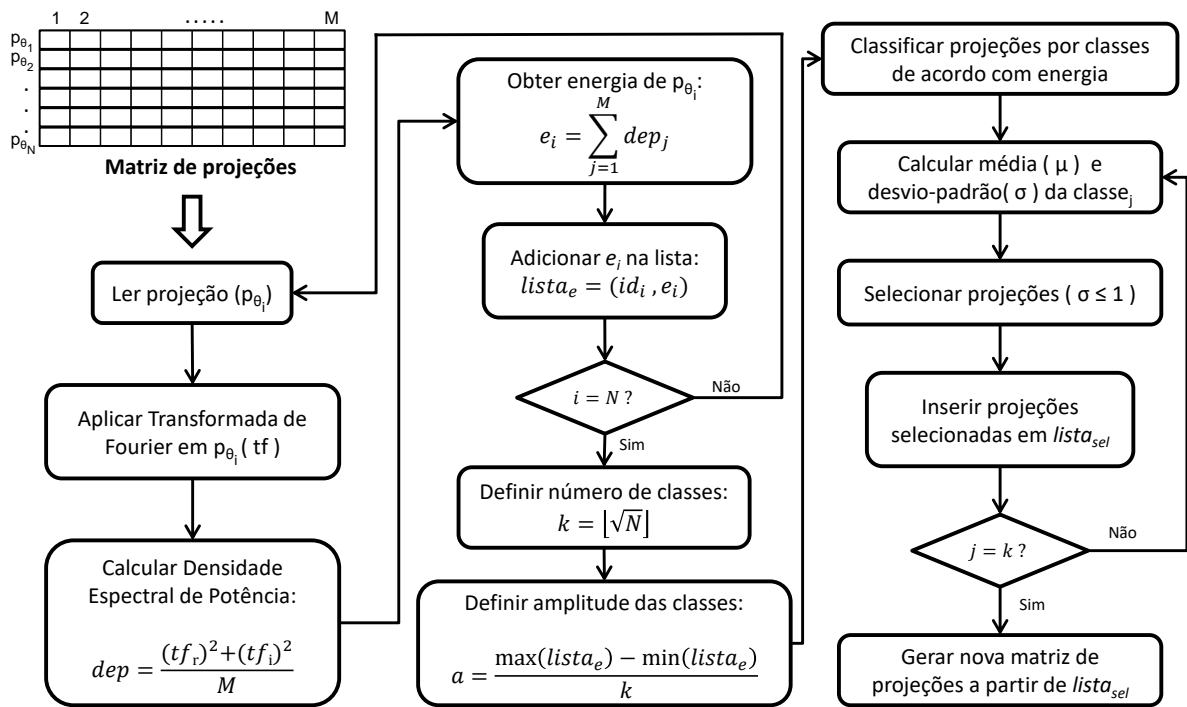 1 2 ..... M
p_θ₁
p_θ₂
.
.
.
p_θN
Matriz de projeções
Ler projeção (p_θi)
Aplicar Transformada de
Fourier em p_θi ( tf )
Calcular Densidade
Espectral de Potência:
dep = ((tf_r)²+(tf_i)²)/M
Obter energia de p_θi:
e_i = ∑_{j=1}^{M} dep_j
Adicionar e_i na lista:
lista_e = (id_i , e_i)
i = N ?
Não
Sim
Definir número de classes:
k = ⌊√N⌋
Definir amplitude das classes:
a = (max(lista_e) − min(lista_e))/k
Classificar projeções por classes
de acordo com energia
Calcular média ( μ ) e
desvio-padrão( σ ) da classe_j
Selecionar projeções ( σ ≤ 1 )
Inserir projeções
selecionadas em lista_sel
j = k ?
Não
Sim
Gerar nova matriz de
projeções a partir de lista_sel